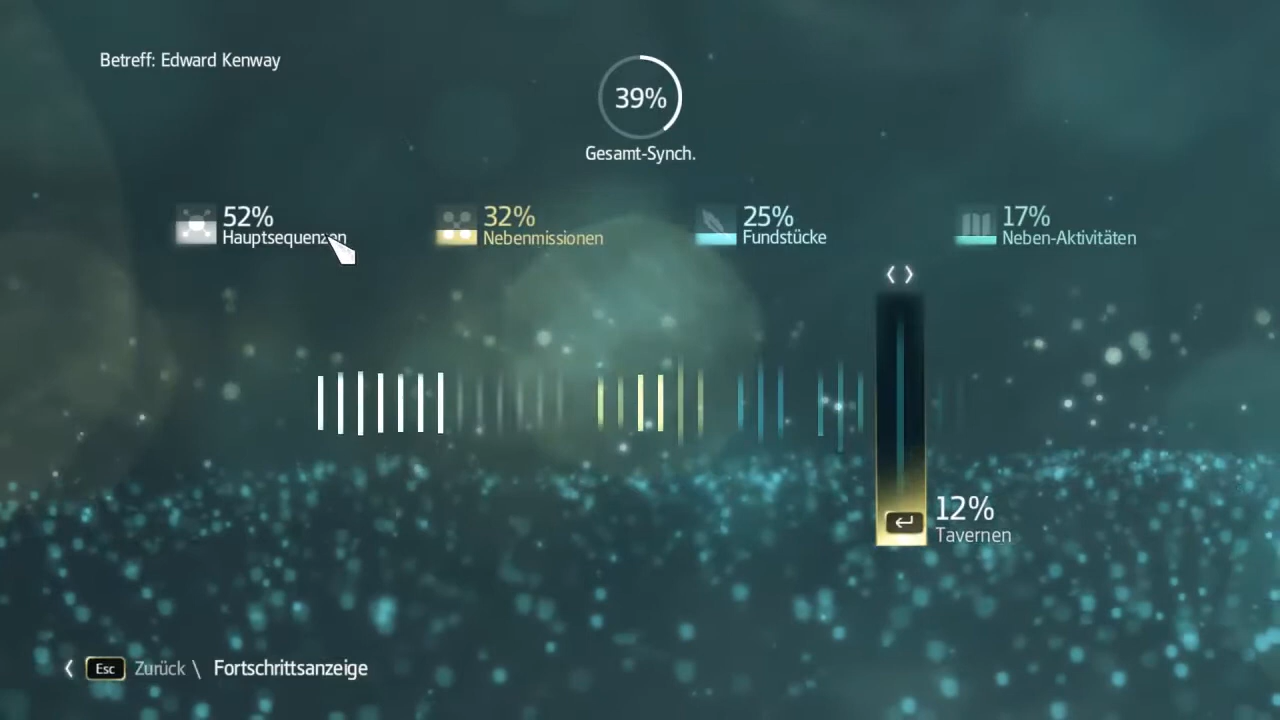 Betreff: Edward Kenway
39%
Gesamt-Synch.
52%
Hauptsequenzen
32%
Nebenmissionen
25%
Fundstücke
17%
Neben-Aktivitäten
12%
Tavernen
Esc Zurück \ Fortschrittsanzeige